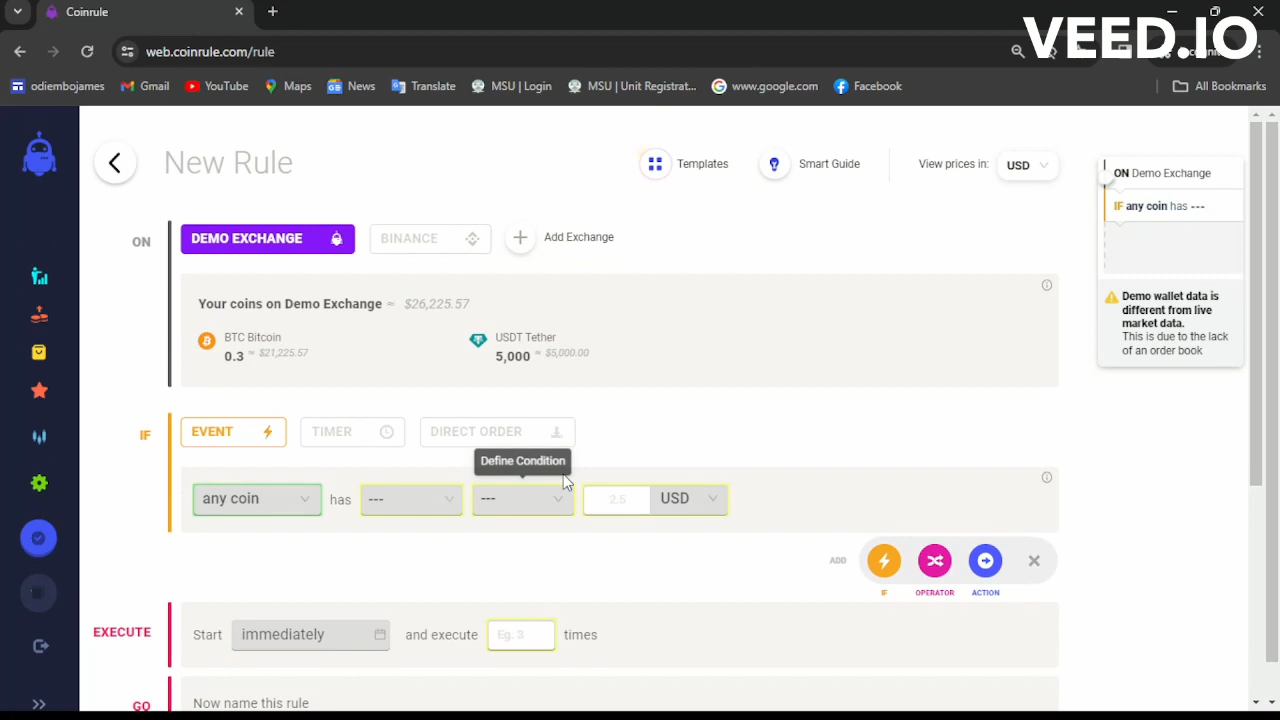 Coinrule
VEED.IO
web.coinrule.com/rule
odiembojames
Gmail
YouTube
Maps
News
Translate
MSU | Login
MSU | Unit Registrat...
www.google.com
Facebook
All Bookmarks
New Rule
Templates
Smart Guide
View prices in:
USD
ON
DEMO EXCHANGE
BINANCE
Add Exchange
Your coins on Demo Exchange ≈ $26,225.57
BTC Bitcoin
0.3 ≈ $21,225.57
USDT Tether
5,000 ≈ $5,000.00
IF
EVENT
TIMER
DIRECT ORDER
Define Condition
any coin has --- --- 2.5 USD
ADD
IF
OPERATOR
ACTION
EXECUTE
Start immediately and execute Eg. 3 times
GO
Now name this rule
ON Demo Exchange
IF any coin has ---
Demo wallet data is
different from live
market data.
This is due to the lack
of an order book